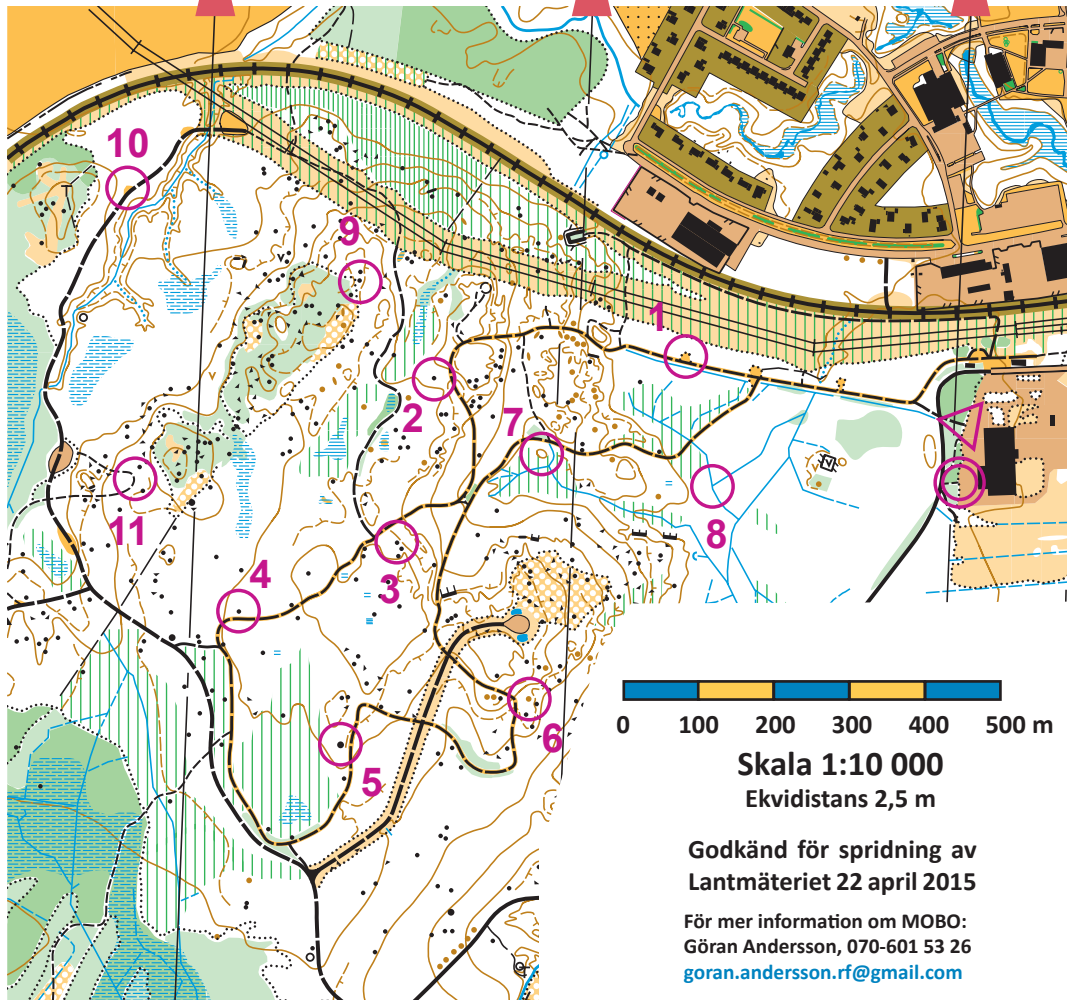 10
9
1
2
7
11
8
4
3
6
5
0 100 200 300 400 500 m
Skala 1:10 000
Ekvidistans 2,5 m
Godkänd för spridning av
Lantmäteriet 22 april 2015
För mer information om MOBO:
Göran Andersson, 070-601 53 26
goran.andersson.rf@gmail.com